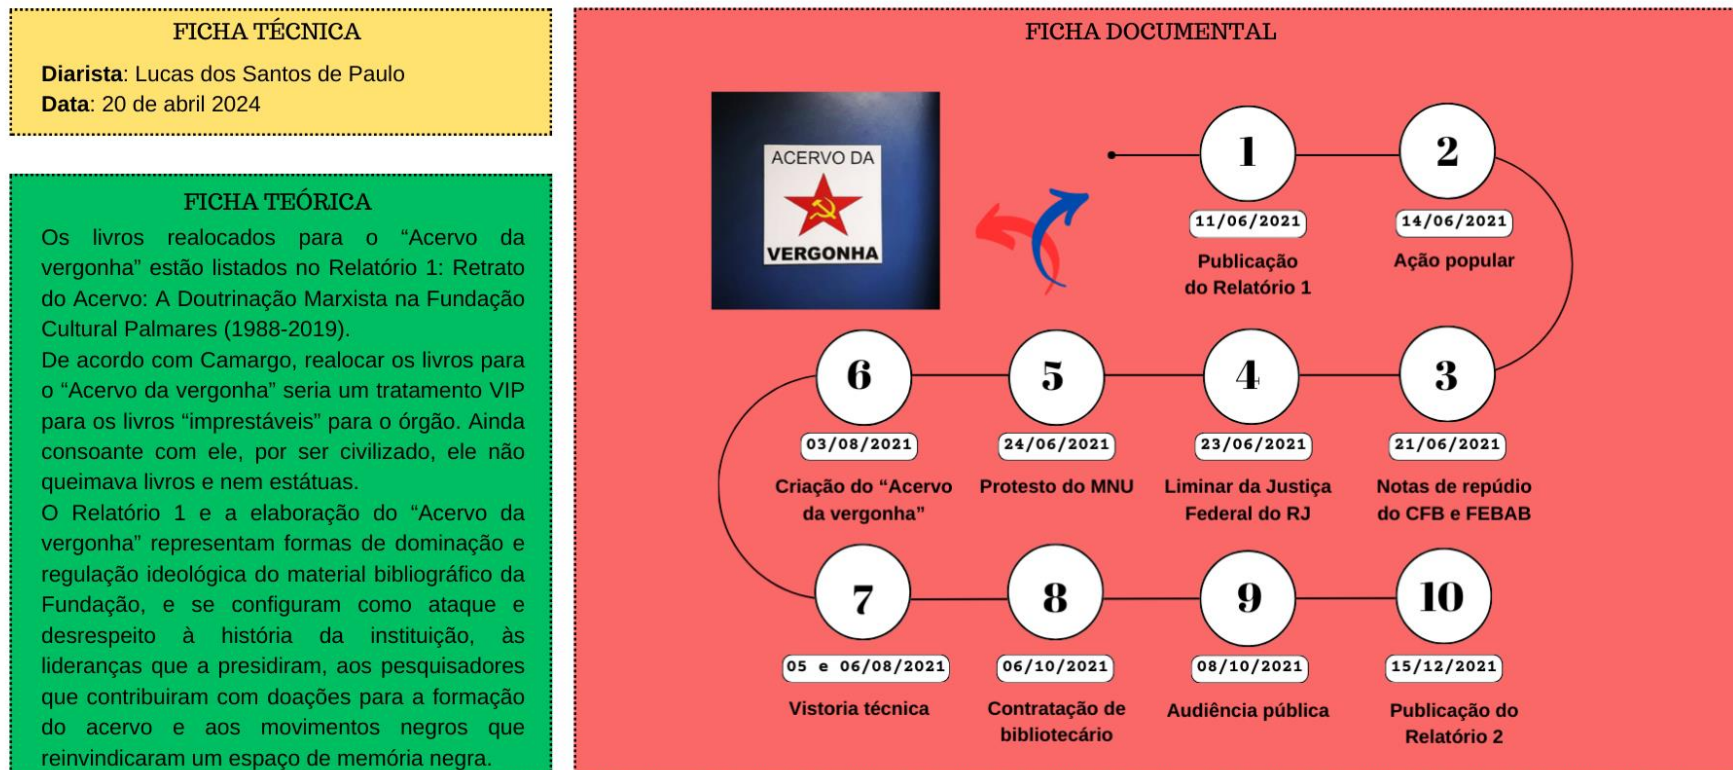 FICHA TÉCNICA
Diarista: Lucas dos Santos de Paulo
Data: 20 de abril 2024
FICHA TEÓRICA
Os livros realocados para o “Acervo da
vergonha” estão listados no Relatório 1: Retrato
do Acervo: A Doutrinação Marxista na Fundação
Cultural Palmares (1988-2019).
De acordo com Camargo, realocar os livros para
o “Acervo da vergonha” seria um tratamento VIP
para os livros “imprestáveis” para o órgão. Ainda
consoante com ele, por ser civilizado, ele não
queimava livros e nem estátuas.
O Relatório 1 e a elaboração do “Acervo da
vergonha” representam formas de dominação e
regulação ideológica do material bibliográfico da
Fundação, e se configuram como ataque e
desrespeito à história da instituição, às
lideranças que a presidiram, aos pesquisadores
que contribuiram com doações para a formação
do acervo e aos movimentos negros que
reinvindicaram um espaço de memória negra.
FICHA DOCUMENTAL
ACERVO DA
VERGONHA
1
11/06/2021
Publicação
do Relatório 1
2
14/06/2021
Ação popular
3
21/06/2021
Notas de repúdio
do CFB e FEBAB
4
23/06/2021
Liminar da Justiça
Federal do RJ
5
24/06/2021
Protesto do MNU
6
03/08/2021
Criação do “Acervo
da vergonha”
7
05 e 06/08/2021
Vistoria técnica
8
06/10/2021
Contratação de
bibliotecário
9
08/10/2021
Audiência pública
10
15/12/2021
Publicação do
Relatório 2